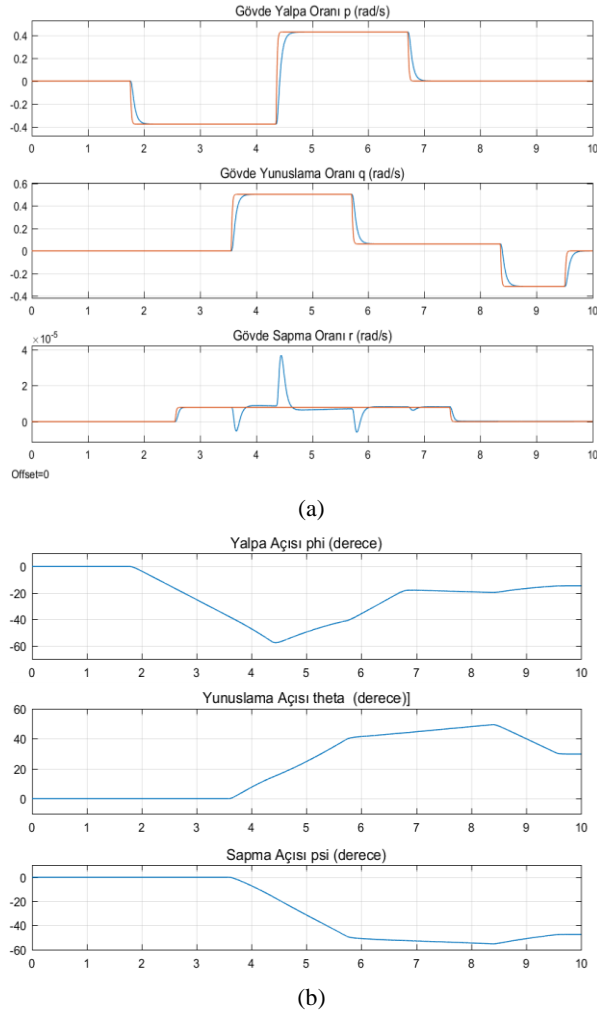 Gövde Yalpa Oranı p (rad/s)
0.4
0.2
0
-0.2
-0.4
0 1 2 3 4 5 6 7 8 9 10
Gövde Yunuslama Oranı q (rad/s)
0.6
0.4
0.2
0
-0.2
-0.4
0 1 2 3 4 5 6 7 8 9 10
Gövde Sapma Oranı r (rad/s)
×10⁻⁵
4
2
0
0 1 2 3 4 5 6 7 8 9 10
Offset=0
(a)
Yalpa Açısı phi (derece)
0
-20
-40
-60
0 1 2 3 4 5 6 7 8 9 10
Yunuslama Açısı theta (derece)]
60
40
20
0
0 1 2 3 4 5 6 7 8 9 10
Sapma Açısı psi (derece)
0
-20
-40
-60
0 1 2 3 4 5 6 7 8 9 10
(b)